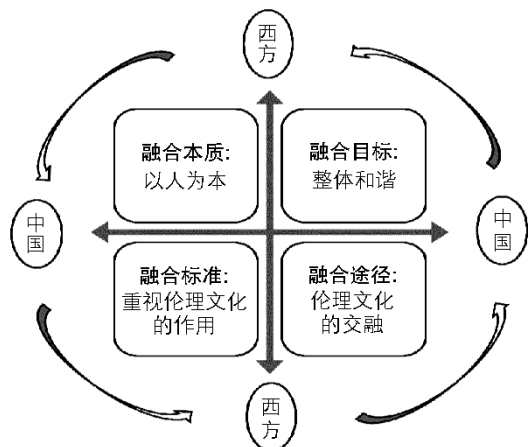 西方
融合本质:
以人为本
融合目标:
整体和谐
中国
中国
融合标准:
重视伦理文化
的作用
融合途径:
伦理文化
的交融
西方